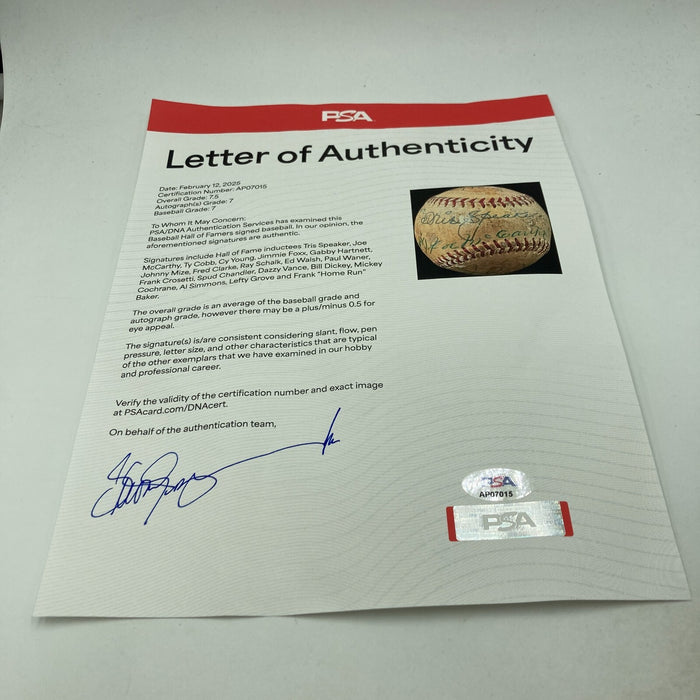 PSA
Letter of Authenticity
Date: February 12, 2025
Certification Number: AP07015
Overall Grade: 7.5
Autograph(s) Grade: 7
Baseball Grade: 7
To Whom It May Concern:
PSA/DNA Authentication Services has examined this
Baseball Hall of Famers signed baseball. In our opinion, the
aforementioned signatures are authentic.
Signatures include Hall of Fame inductees Tris Speaker, Joe
McCarthy, Ty Cobb, Cy Young, Jimmie Foxx, Gabby Hartnett,
Johnny Mize, Fred Clarke, Ray Schalk, Ed Walsh, Paul Waner,
Frank Crosetti, Spud Chandler, Dazzy Vance, Bill Dickey, Mickey
Cochrane, Al Simmons, Lefty Grove and Frank "Home Run"
Baker.
The overall grade is an average of the baseball grade and
autograph grade, however there may be a plus/minus 0.5 for
eye appeal.
The signature(s) is/are consistent considering slant, flow, pen
pressure, letter size, and other characteristics that are typical
of the other exemplars that we have examined in our hobby
and professional career.
Verify the validity of the certification number and exact image
at PSAcard.com/DNAcert.
On behalf of the authentication team,
Tris Speaker
PSA
AP07015
PSA